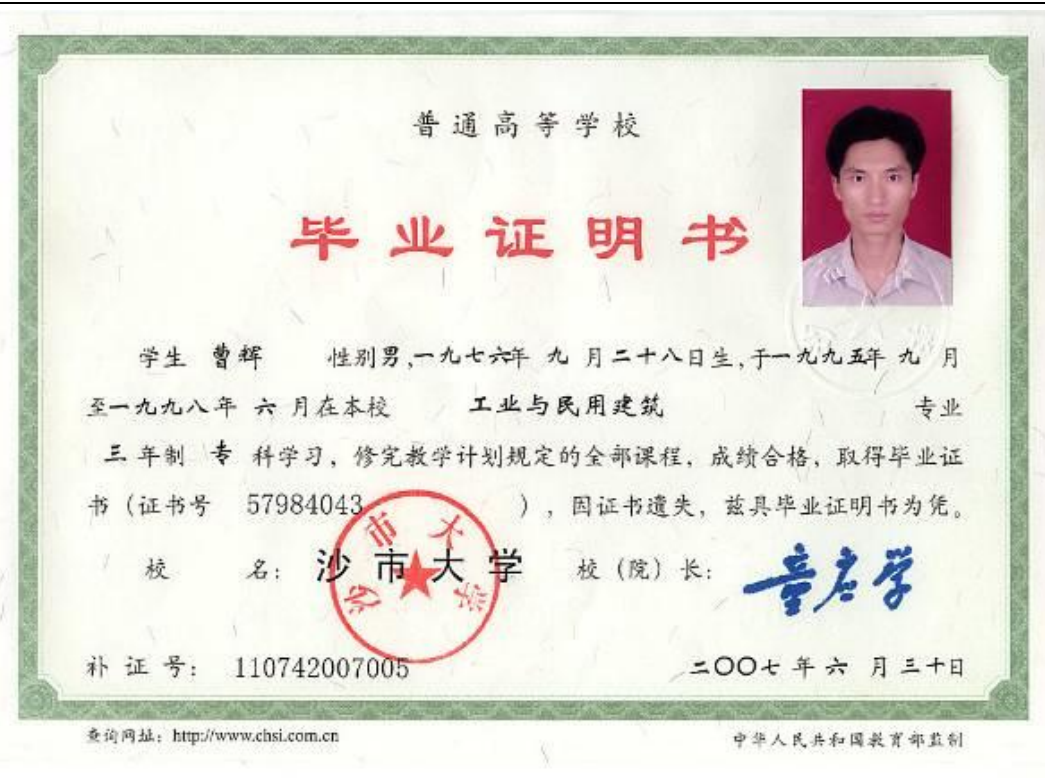 普通高等学校
毕业证明书
学生 曹辉 性别男,一九七六年 九 月二十八日生,于一九九五年 九 月
至一九九八年 六 月在本校 工业与民用建筑 专业
三 年制 专 科学习，修完教学计划规定的全部课程，成绩合格，取得毕业证
书（证书号 57984043 ），因证书遗失，兹具毕业证明书为凭。
校 名：沙市大学 校（院）长：
沙市大学
补 证 号： 110742007005 二〇〇七 年 六 月 三十日
查询网址：http://www.chsi.com.cn 中华人民共和国教育部监制